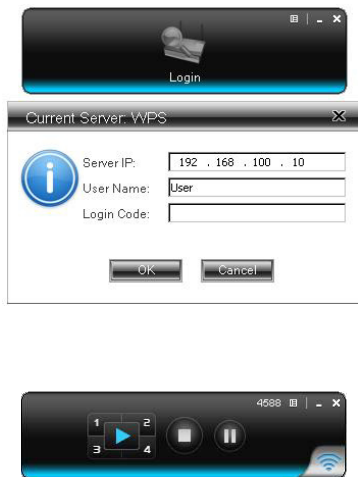 Login
Current Server: WPS
Server IP: 192 . 168 . 100 . 10
User Name: User
Login Code:
OK Cancel
4588
1 2
3 4